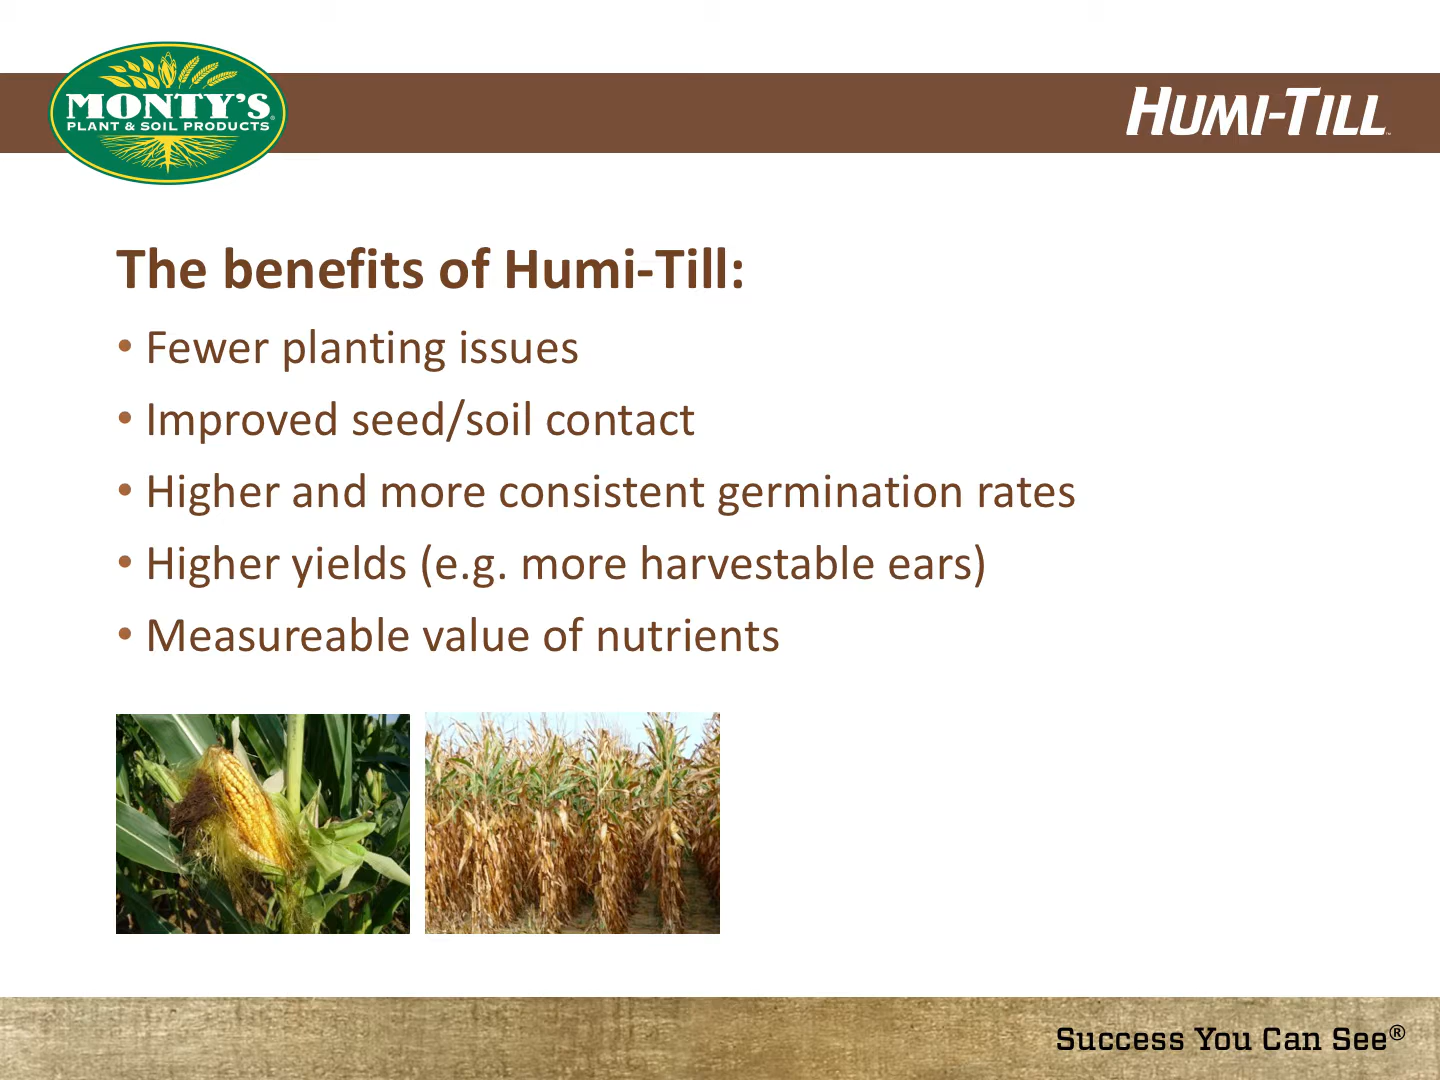 MONTY'S®
PLANT & SOIL PRODUCTS
HUMI-TILL™
The benefits of Humi-Till:
• Fewer planting issues
• Improved seed/soil contact
• Higher and more consistent germination rates
• Higher yields (e.g. more harvestable ears)
• Measureable value of nutrients
Success You Can See®